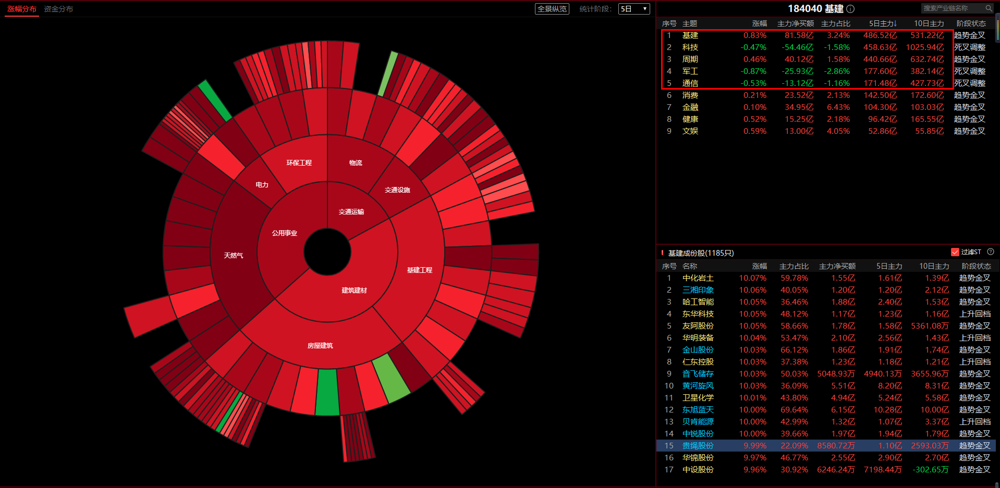 涨幅分布 资金分布 全景纵览 统计阶段： 5日
环保工程
物流
电力
交通设施
交通运输
公用事业
天然气
基建工程
建筑建材
房屋建筑
184040 基建 搜索产业链名称
序号 主题 涨幅 主力净买额 主力占比 5日主力↓ 10日主力 阶段状态
1 基建 0.83% 81.58亿 3.24% 486.52亿 531.22亿 趋势金叉
2 科技 -0.47% -54.46亿 -1.58% 458.63亿 1025.94亿 死叉调整
3 周期 0.46% 40.12亿 1.58% 440.66亿 632.74亿 趋势金叉
4 军工 -0.87% -25.93亿 -2.86% 177.60亿 382.14亿 死叉调整
5 通信 -0.53% -13.12亿 -1.16% 171.48亿 427.73亿 死叉调整
6 消费 0.21% 23.52亿 2.13% 142.50亿 172.60亿 趋势金叉
7 金融 0.10% 34.95亿 6.43% 104.30亿 103.03亿 趋势金叉
8 健康 0.52% 15.25亿 2.18% 96.42亿 165.55亿 趋势金叉
9 文娱 0.59% 13.00亿 4.05% 52.86亿 55.85亿 趋势金叉
基建成份股(1185只) 过滤ST
序号 名称 涨幅 主力占比 主力净买额 5日主力 10日主力 阶段状态
1 中化岩土 10.07% 59.78% 1.55亿 1.61亿 1.39亿 趋势金叉
2 三湘印象 10.06% 40.05% 1.20亿 1.20亿 2.12亿 趋势金叉
3 哈工智能 10.05% 36.46% 1.88亿 2.40亿 1.53亿 趋势金叉
4 东华科技 10.05% 48.12% 1.17亿 1.23亿 1.16亿 上升回档
5 友阿股份 10.05% 58.66% 1.78亿 1.58亿 5361.08万 趋势金叉
6 华明装备 10.04% 53.47% 2.10亿 2.56亿 1.43亿 上升回档
7 金山股份 10.03% 66.12% 1.86亿 1.91亿 1.74亿 趋势金叉
8 仁东控股 10.03% 37.38% 1.23亿 1.18亿 1.21亿 上升回档
9 音飞储存 10.03% 50.03% 5048.93万 4940.13万 3655.96万 趋势金叉
10 黄河旋风 10.03% 36.09% 5.51亿 8.20亿 8.31亿 趋势金叉
11 卫星化学 10.01% 43.80% 4.94亿 5.24亿 5.58亿 趋势金叉
12 东旭蓝天 10.00% 69.64% 6.15亿 10.28亿 10.00亿 趋势金叉
13 贝肯能源 10.00% 42.99% 1.32亿 1.07亿 3.37亿 上升回档
14 中锐股份 10.00% 39.66% 1.97亿 1.94亿 1.79亿 趋势金叉
15 贵绳股份 9.99% 22.09% 8580.72万 1.10亿 2593.03万 趋势金叉
16 华锦股份 9.97% 46.77% 2.55亿 2.90亿 2.70亿 趋势金叉
17 中设股份 9.96% 30.92% 6246.24万 7198.44万 -302.65万 趋势金叉